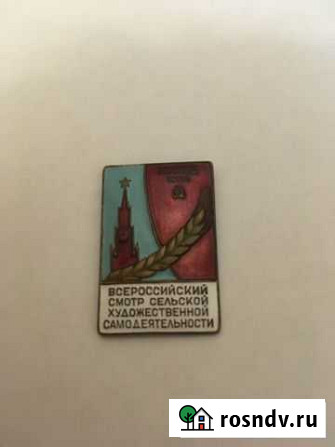 ВСЕРОССИЙСКИЙ
СМОТР СЕЛЬСКОЙ
ХУДОЖЕСТВЕННОЙ
САМОДЕЯТЕЛЬНОСТИ
rosndv.ru